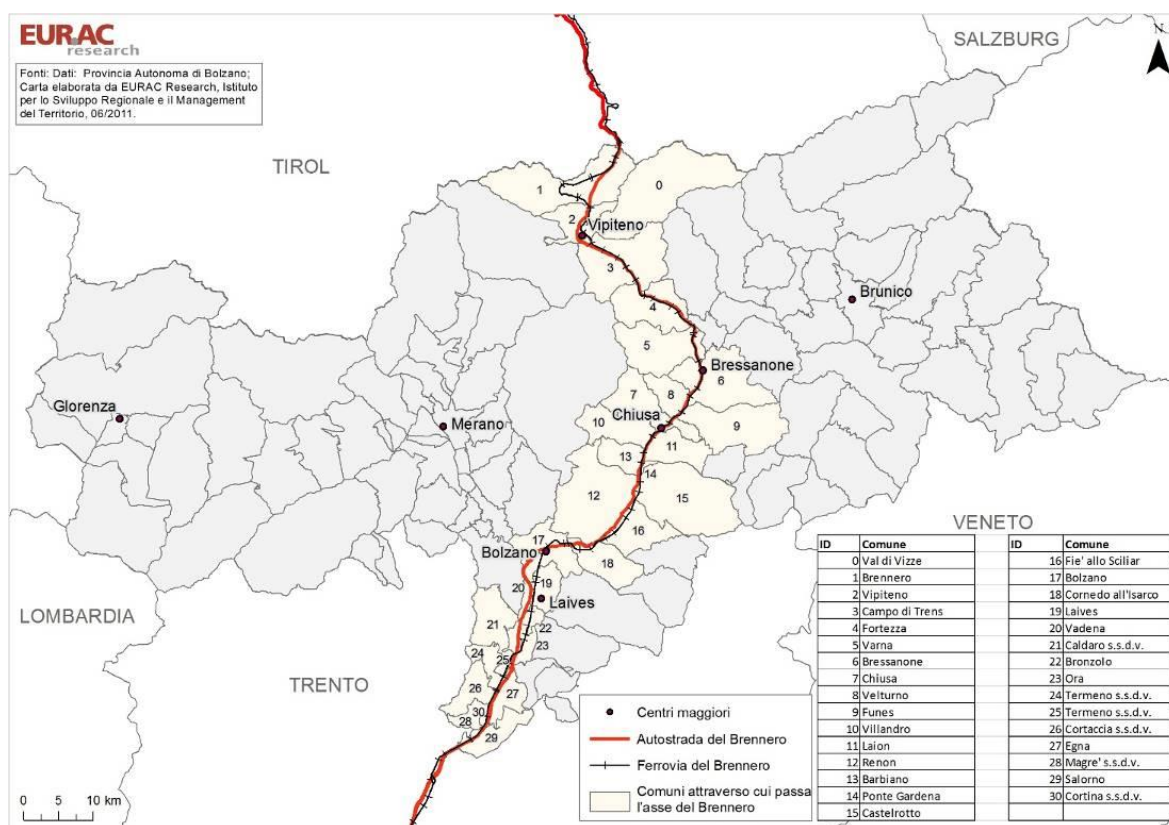 EURAC
research
Fonti: Dati: Provincia Autonoma di Bolzano;
Carta elaborata da EURAC Research, Istituto
per lo Sviluppo Regionale e il Management
del Territorio, 06/2011.
N
SALZBURG
TIROL
0
1
2
Vipiteno
3
4
Brunico
5
Bressanone
6
7
8
Glorenza
Merano
Chiusa
10
9
11
13
14
12
15
16
VENETO
17
Bolzano
18
20
19
Laives
LOMBARDIA
21
22
23
24
25
TRENTO
26
27
30
28
29
Centri maggiori
Autostrada del Brennero
Ferrovia del Brennero
Comuni attraverso cui passa
l'asse del Brennero
0 5 10 km
ID Comune
0 Val di Vizze
1 Brennero
2 Vipiteno
3 Campo di Trens
4 Fortezza
5 Varna
6 Bressanone
7 Chiusa
8 Velturno
9 Funes
10 Villandro
11 Laion
12 Renon
13 Barbiano
14 Ponte Gardena
15 Castelrotto
ID Comune
16 Fie' allo Sciliar
17 Bolzano
18 Cornedo all'Isarco
19 Laives
20 Vadena
21 Caldaro s.s.d.v.
22 Bronzolo
23 Ora
24 Termeno s.s.d.v.
25 Termeno s.s.d.v.
26 Cortaccia s.s.d.v.
27 Egna
28 Magre' s.s.d.v.
29 Salorno
30 Cortina s.s.d.v.